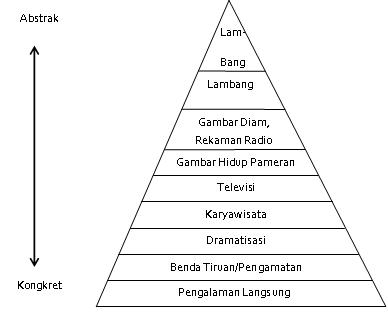 Abstrak
Lam-
Bang
Lambang
Gambar Diam,
Rekaman Radio
Gambar Hidup Pameran
Televisi
Karyawisata
Dramatisasi
Benda Tiruan/Pengamatan
Kongkret
Pengalaman Langsung